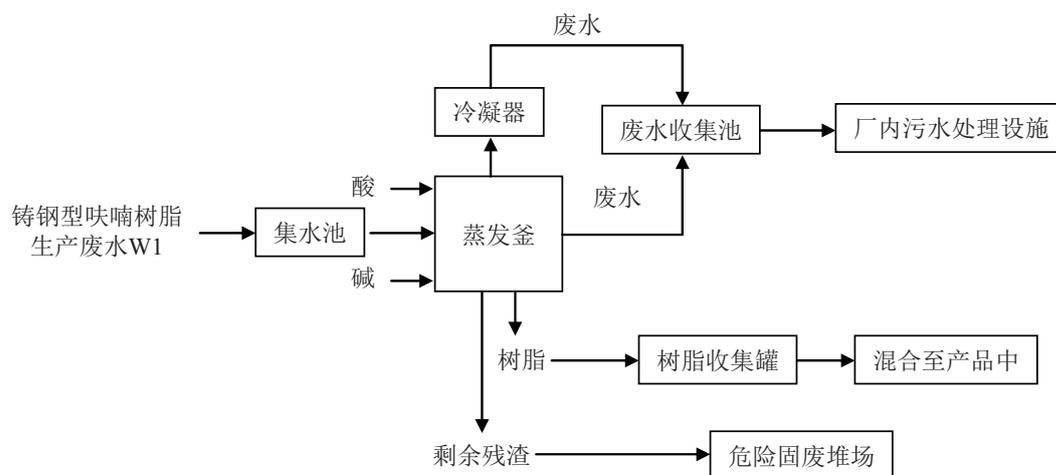 废水
冷凝器
废水收集池
厂内污水处理设施
酸
废水
铸钢型呋喃树脂
生产废水W1
集水池
蒸发釜
碱
树脂
树脂收集罐
混合至产品中
剩余残渣
危险固废堆场